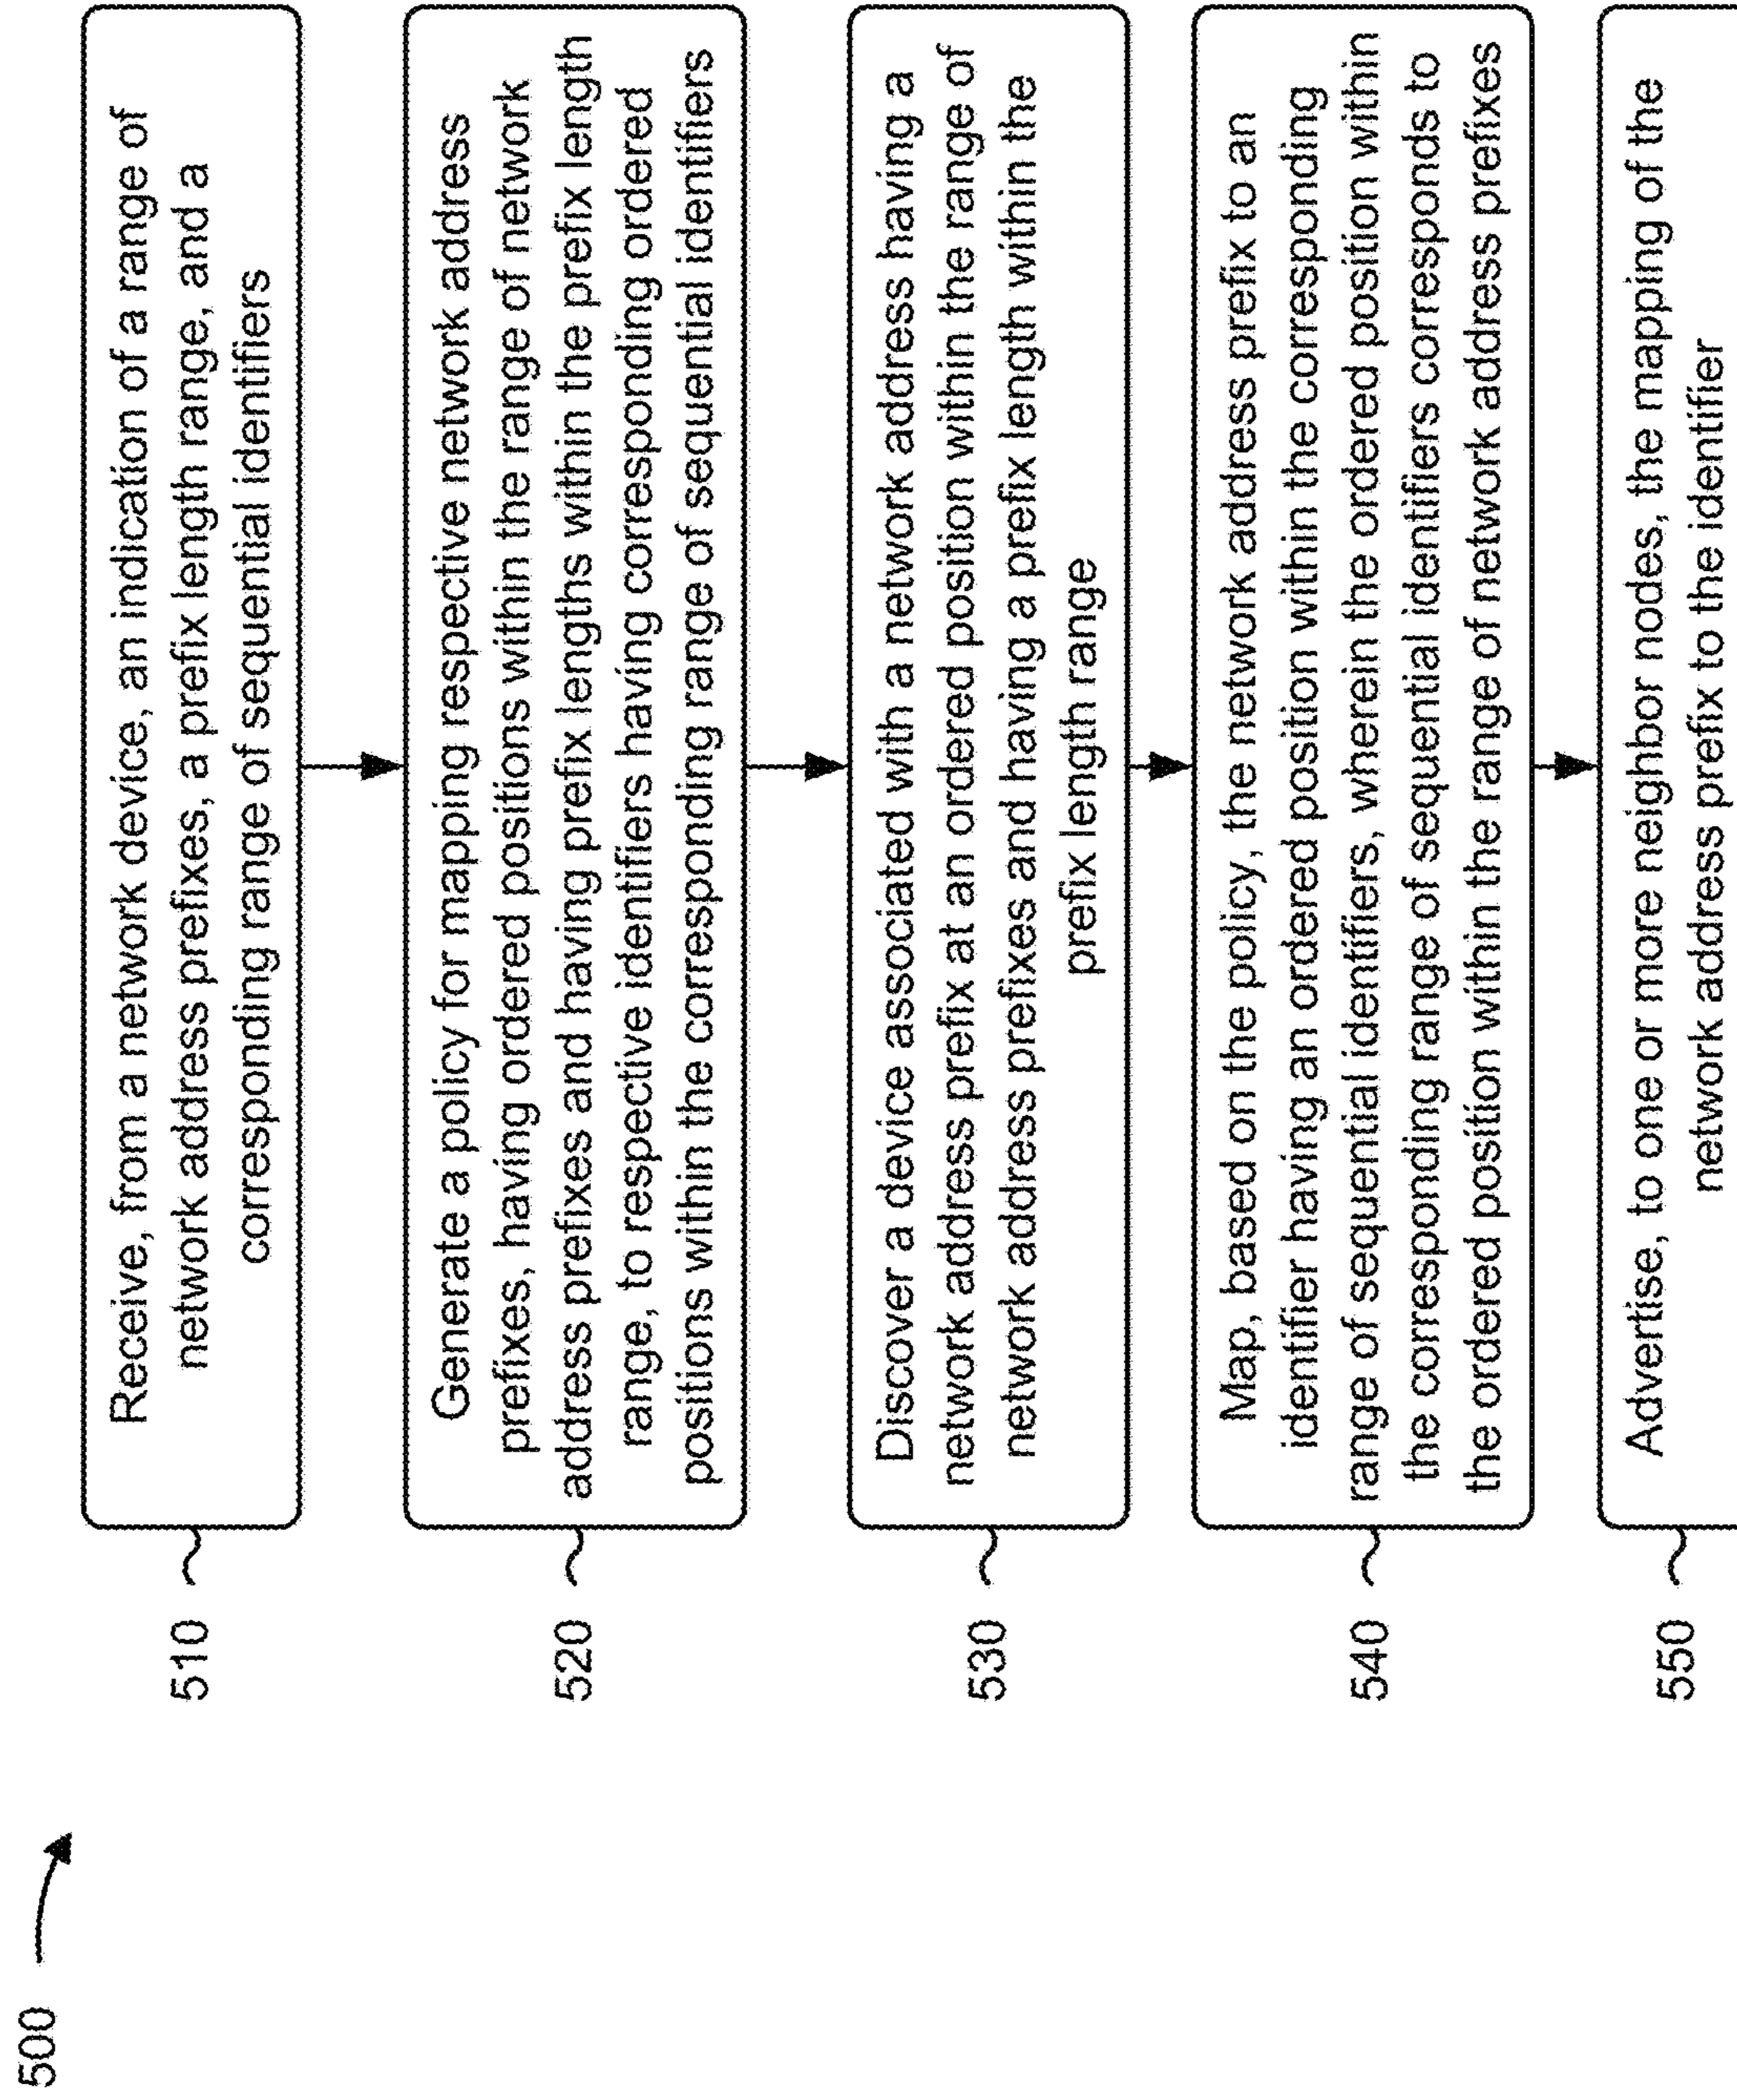 500
510
Receive, from a network device, an indication of a range of
network address prefixes, a prefix length range, and a
corresponding range of sequential identifiers
520
Generate a policy for mapping respective network address
prefixes, having ordered positions within the range of network
address prefixes and having prefix lengths within the prefix length
range, to respective identifiers having corresponding ordered
positions within the corresponding range of sequential identifiers
530
Discover a device associated with a network address having a
network address prefix at an ordered position within the range of
network address prefixes and having a prefix length within the
prefix length range
540
Map, based on the policy, the network address prefix to an
identifier having an ordered position within the corresponding
range of sequential identifiers, wherein the ordered position within
the corresponding range of sequential identifiers corresponds to
the ordered position within the range of network address prefixes
550
Advertise, to one or more neighbor nodes, the mapping of the
network address prefix to the identifier